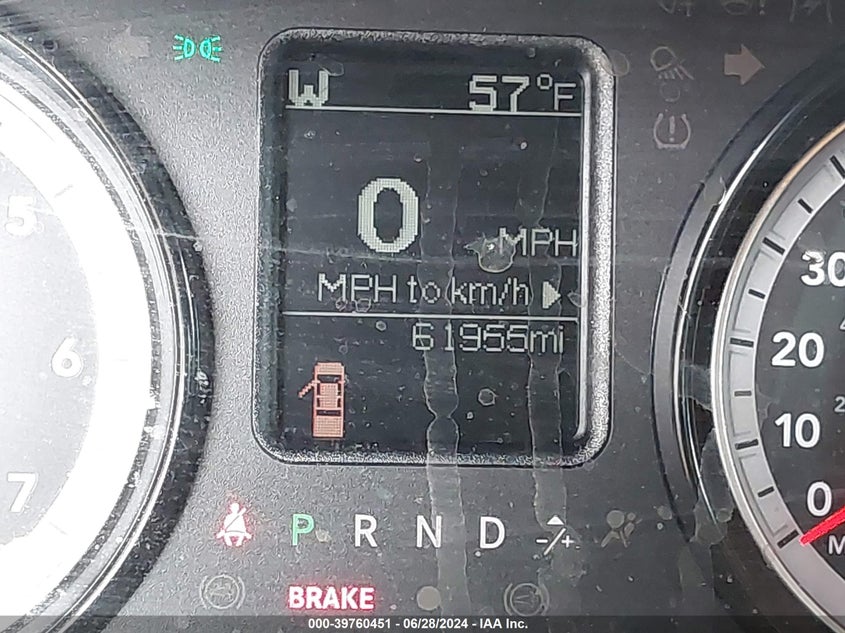 W 57°F
5
0 MPH
MPH to km/h
30
61955mi
6
20
10
7
0
P R N D -/+
M
BRAKE
000-39760451 - 06/28/2024 - IAA Inc.